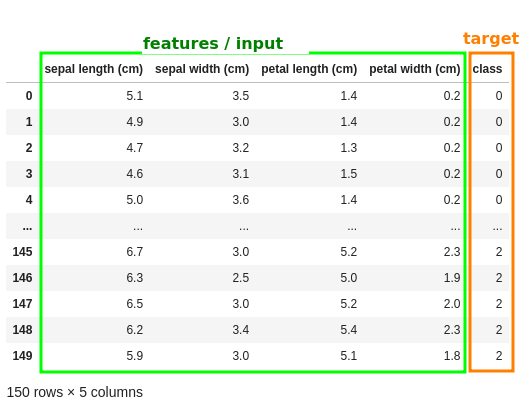 features / input
target
sepal length (cm) sepal width (cm) petal length (cm) petal width (cm) class
0 5.1 3.5 1.4 0.2 0
1 4.9 3.0 1.4 0.2 0
2 4.7 3.2 1.3 0.2 0
3 4.6 3.1 1.5 0.2 0
4 5.0 3.6 1.4 0.2 0
... ... ... ... ... ...
145 6.7 3.0 5.2 2.3 2
146 6.3 2.5 5.0 1.9 2
147 6.5 3.0 5.2 2.0 2
148 6.2 3.4 5.4 2.3 2
149 5.9 3.0 5.1 1.8 2
150 rows × 5 columns